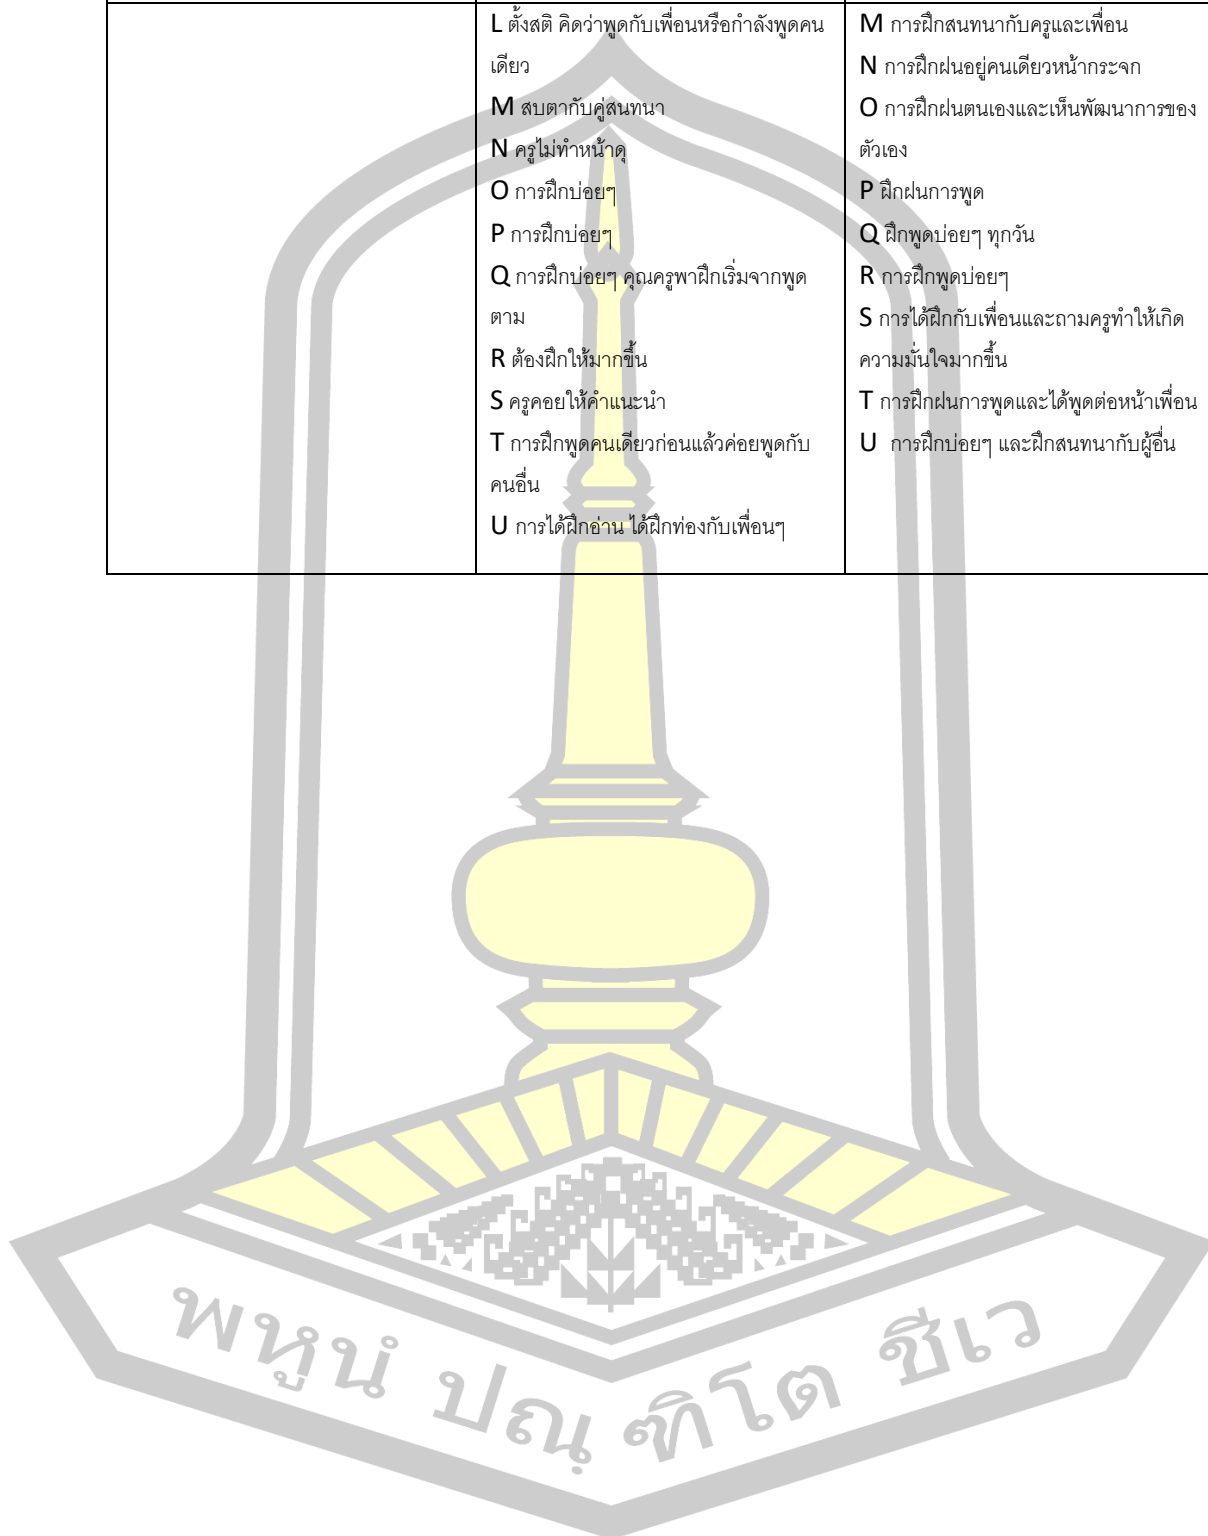 L ตั้งสติ คิดว่าพูดกับเพื่อนหรือกำลังพูดคน
เดียว
M สบตากับคู่สนทนา
N ครูไม่ทำหน้าดุ
O การฝึกบ่อยๆ
P การฝึกบ่อยๆ
Q การฝึกบ่อยๆ คุณครูพาฝึกเริ่มจากพูด
ตาม
R ต้องฝึกให้มากขึ้น
S ครูคอยให้คำแนะนำ
T การฝึกพูดคนเดียวก่อนแล้วค่อยพูดกับ
คนอื่น
U การได้ฝึกอ่าน ได้ฝึกท่องกับเพื่อนๆ
M การฝึกสนทนากับครูและเพื่อน
N การฝึกฝนอยู่คนเดียวหน้ากระจก
O การฝึกฝนตนเองและเห็นพัฒนาการของ
ตัวเอง
P ฝึกฝนการพูด
Q ฝึกพูดบ่อยๆ ทุกวัน
R การฝึกพูดบ่อยๆ
S การได้ฝึกกับเพื่อนและถามครูทำให้เกิด
ความมั่นใจมากขึ้น
T การฝึกฝนการพูดและได้พูดต่อหน้าเพื่อน
U การฝึกบ่อยๆ และฝึกสนทนากับผู้อื่น
พหูนํ ปณฺฑิโต ชีเว